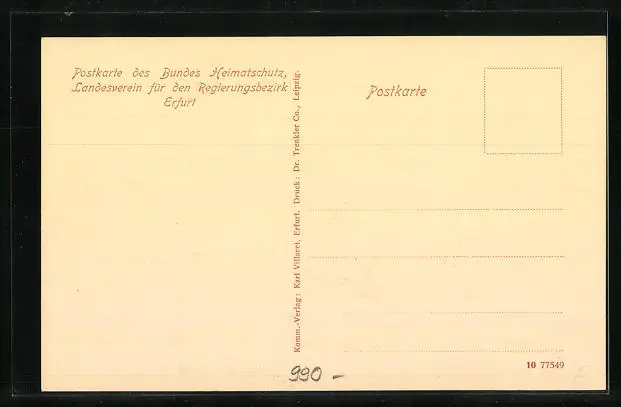 Postkarte des Bundes Heimatschutz,
Landesverein für den Regierungsbezirk
Erfurt
Postkarte
Komm.-Verlag: Karl Villaret, Erfurt. Druck: Dr. Trenkler Co., Leipzig.
10 77549
990 -